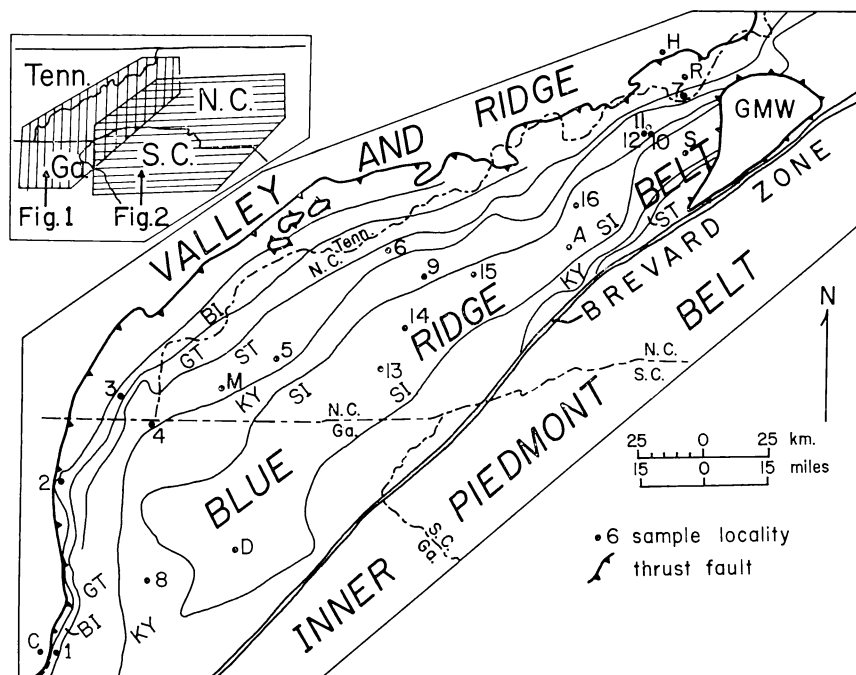 Tenn.
N.C.
Ga.
S.C.
Fig.1
Fig.2
VALLEY AND RIDGE
H
R
7
GMW
11
12
10
S
BELT
ST
16
A
SI
KY
BREVARD ZONE
N.C.
Tenn.
6
9
15
14
RIDGE
BI
GT
ST
5
M
KY
SI
13
SI
3
4
N.C.
Ga.
N.C.
S.C.
BELT
N
2
BLUE
D
PIEDMONT
S.C.
Ga.
INNER
25 0 25 km.
15 0 15 miles
6 sample locality
thrust fault
GT
8
BI
KY
C
1